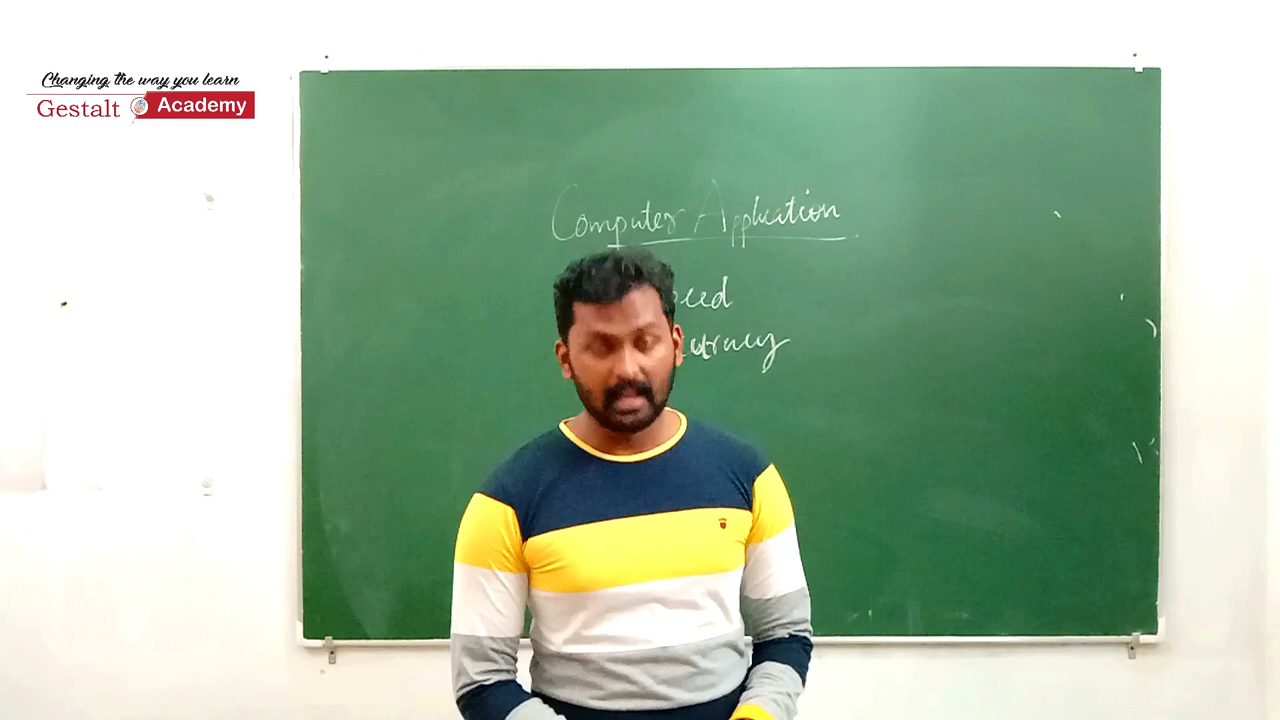 Changing the way you learn
Gestalt Academy
Computer Application